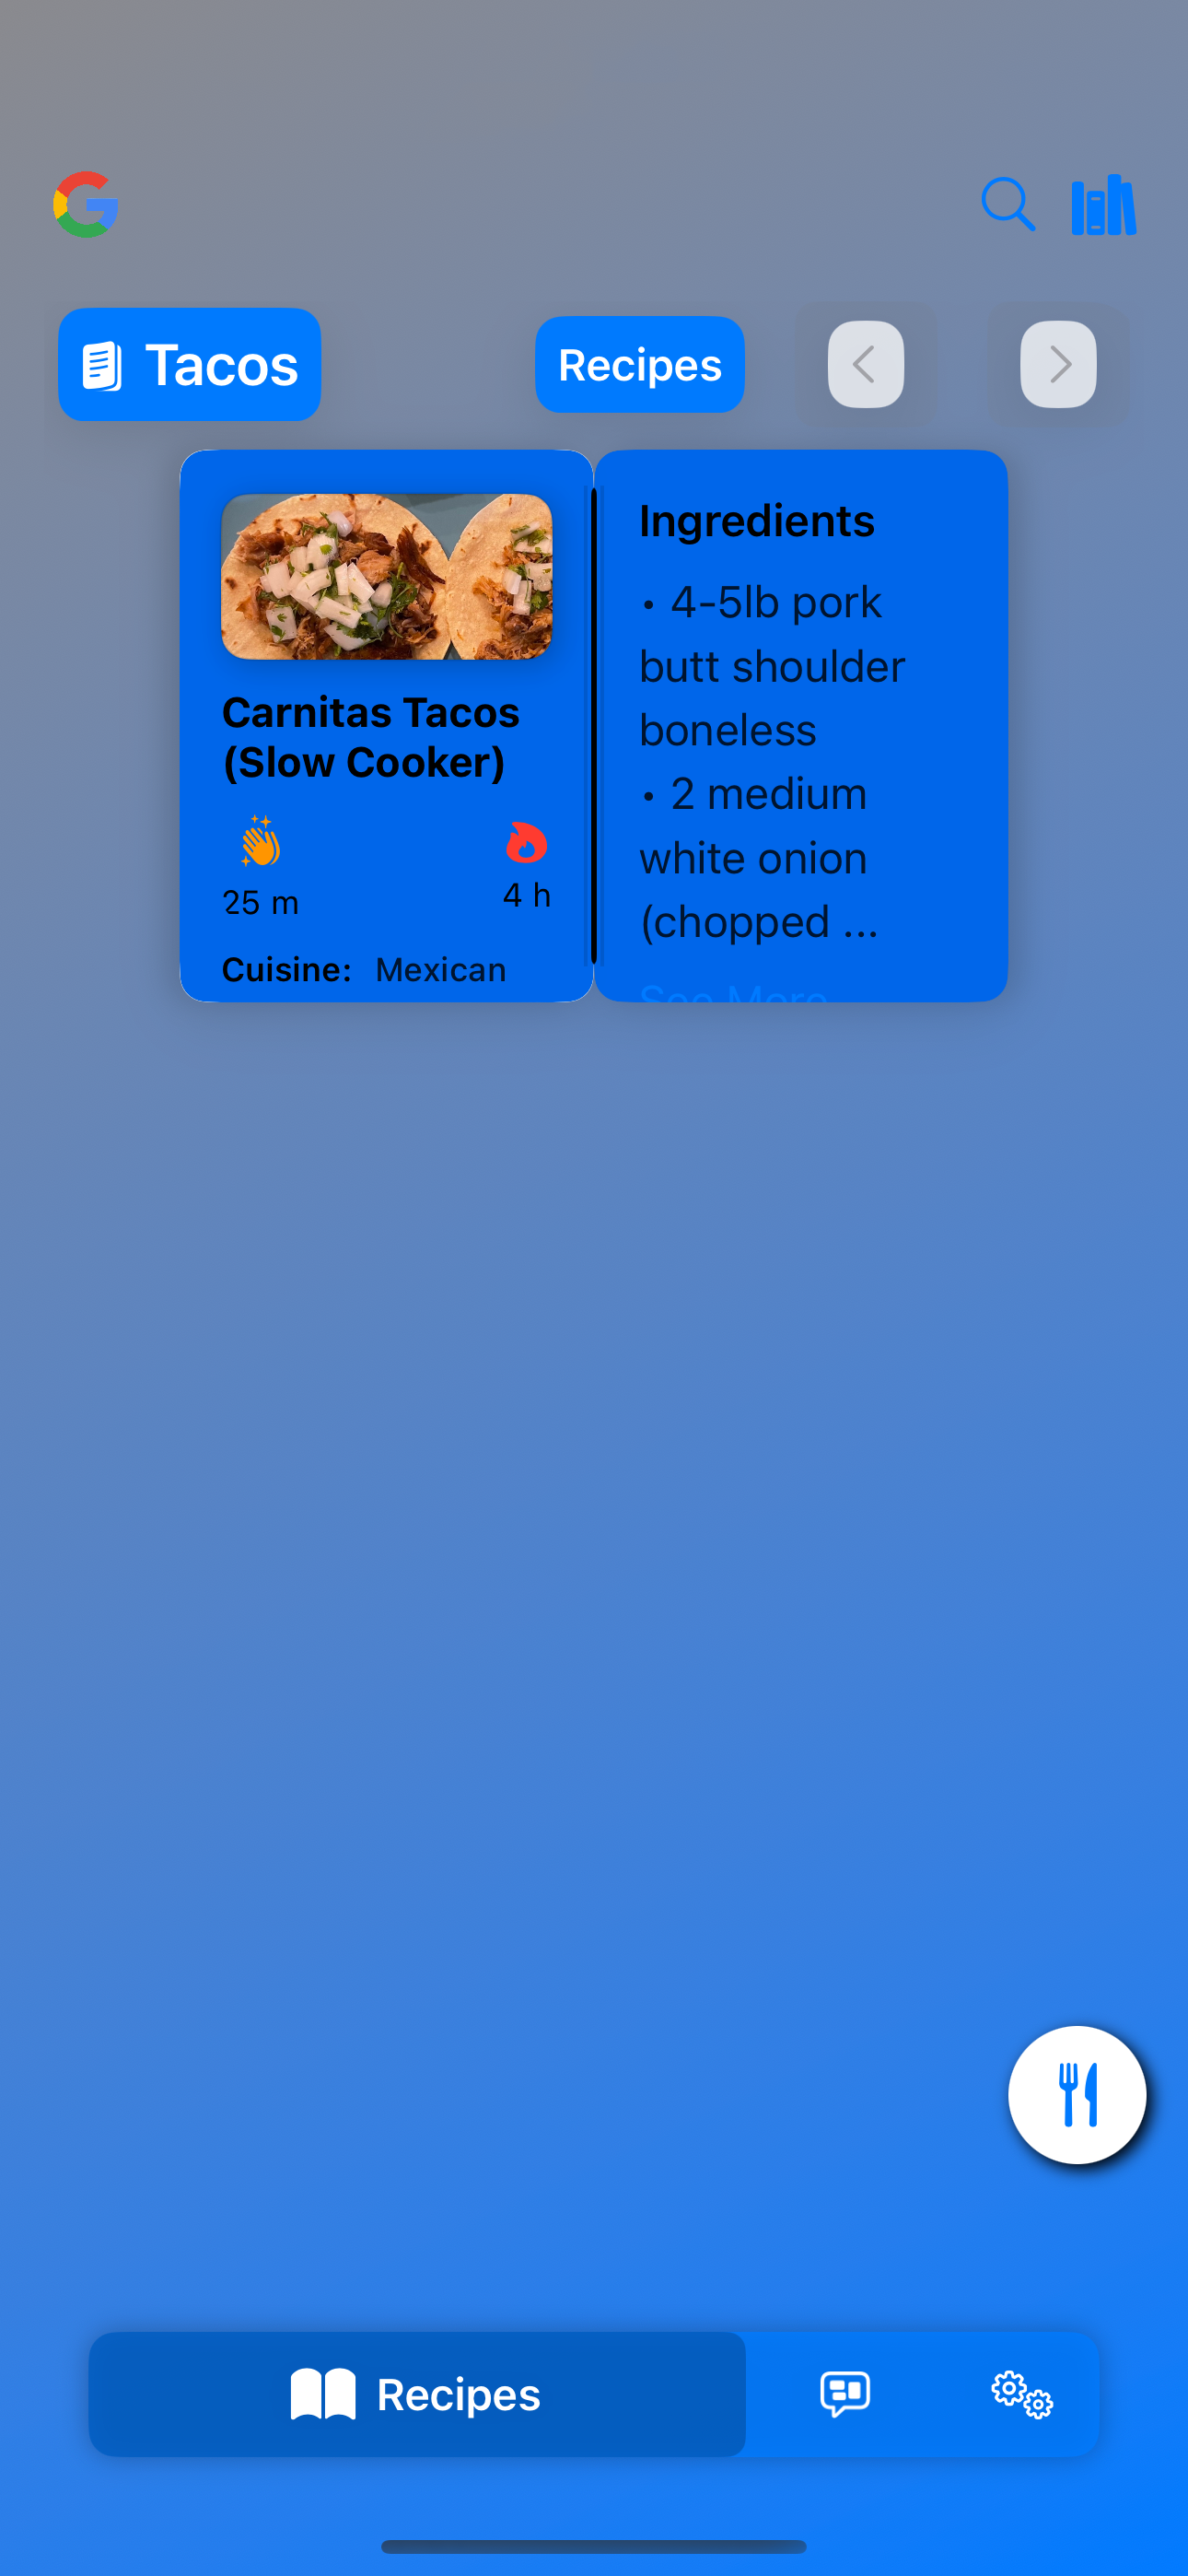 Tacos
Recipes
Carnitas Tacos
(Slow Cooker)
25 m
4 h
Cuisine: Mexican
Ingredients
• 4-5lb pork
butt shoulder
boneless
• 2 medium
white onion
(chopped ...
See More
Recipes